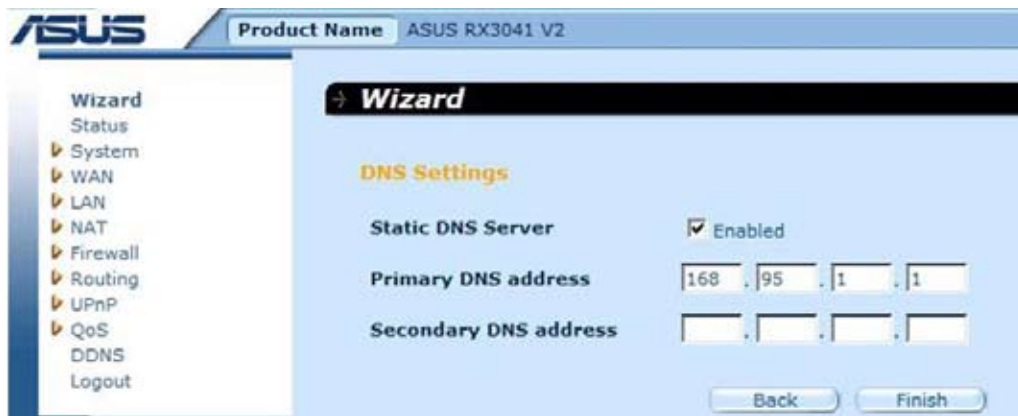 ASUS
Product Name ASUS RX3041 V2
Wizard
Status
System
WAN
LAN
NAT
Firewall
Routing
UPnP
QoS
DDNS
Logout
Wizard
DNS Settings
Static DNS Server Enabled
Primary DNS address 168 . 95 . 1 . 1
Secondary DNS address . . .
Back Finish